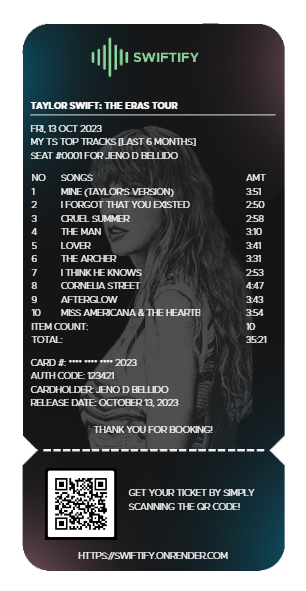 SWIFTIFY
TAYLOR SWIFT: THE ERAS TOUR
FRI, 13 OCT 2023
MY TS TOP TRACKS [LAST 6 MONTHS]
SEAT #0001 FOR JENO D BELLIDO
NO SONGS AMT
1 MINE (TAYLOR'S VERSION) 3:51
2 I FORGOT THAT YOU EXISTED 2:50
3 CRUEL SUMMER 2:58
4 THE MAN 3:10
5 LOVER 3:41
6 THE ARCHER 3:31
7 I THINK HE KNOWS 2:53
8 CORNELIA STREET 4:47
9 AFTERGLOW 3:43
10 MISS AMERICANA & THE HEARTB 3:54
ITEM COUNT: 10
TOTAL: 35:21
CARD #: **** **** **** 2023
AUTH CODE: 123421
CARDHOLDER: JENO D BELLIDO
RELEASE DATE: OCTOBER 13, 2023
THANK YOU FOR BOOKING!
GET YOUR TICKET BY SIMPLY
SCANNING THE QR CODE!
HTTPS://SWIFTIFY.ONRENDER.COM